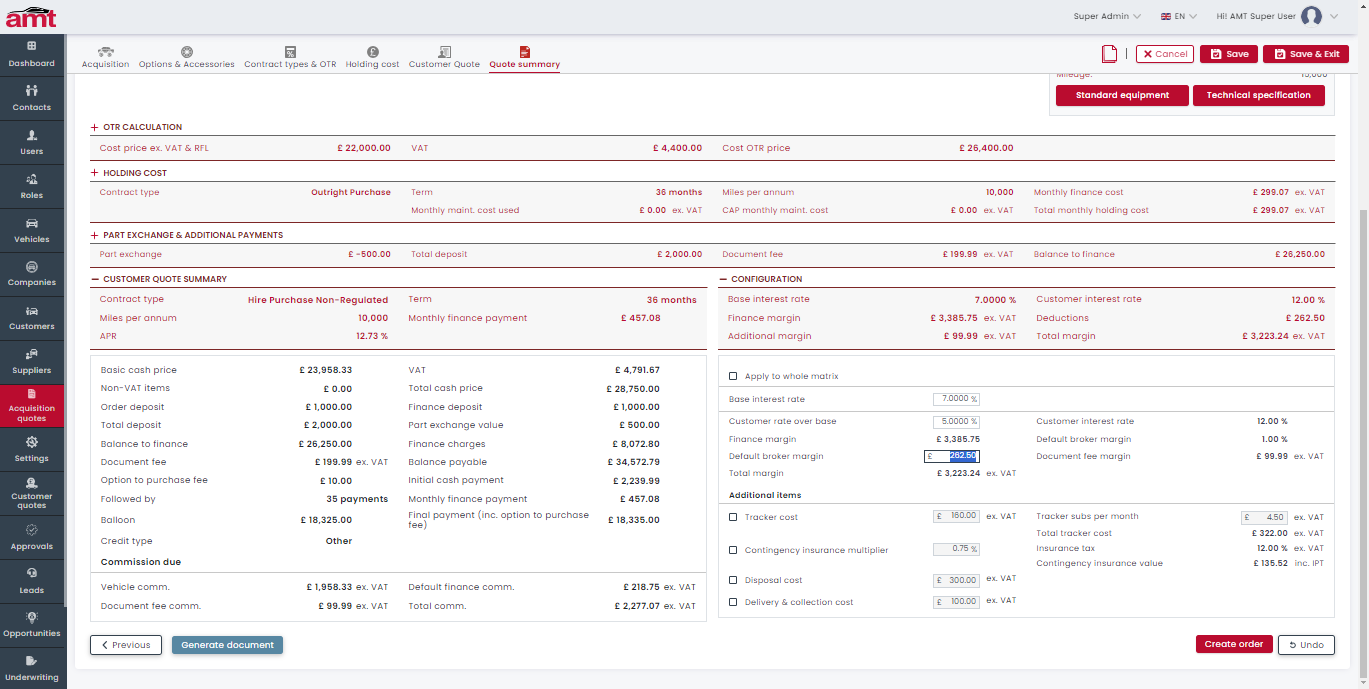 amt
Super Admin
EN
Hi! AMT Super User
Dashboard
Contacts
Users
Roles
Vehicles
Companies
Customers
Suppliers
Acquisition quotes
Settings
Customer quotes
Approvals
Leads
Opportunities
Underwriting
Acquisition
Options & Accessories
Contract types & OTR
Holding cost
Customer Quote
Quote summary
Cancel
Save
Save & Exit
Mileage: 15,000
Standard equipment
Technical specification
+ OTR CALCULATION
Cost price ex. VAT & RFL £ 22,000.00 VAT £ 4,400.00 Cost OTR price £ 26,400.00
+ HOLDING COST
Contract type Outright Purchase Term 36 months Miles per annum 10,000 Monthly finance cost £ 299.07 ex. VAT
Monthly maint. cost used £ 0.00 ex. VAT CAP monthly maint. cost £ 0.00 ex. VAT Total monthly holding cost £ 299.07 ex. VAT
+ PART EXCHANGE & ADDITIONAL PAYMENTS
Part exchange £ -500.00 Total deposit £ 2,000.00 Document fee £ 199.99 ex. VAT Balance to finance £ 26,250.00
− CUSTOMER QUOTE SUMMARY
Contract type Hire Purchase Non-Regulated Term 36 months
Miles per annum 10,000 Monthly finance payment £ 457.08
APR 12.73 %
Basic cash price £ 23,958.33 VAT £ 4,791.67
Non-VAT items £ 0.00 Total cash price £ 28,750.00
Order deposit £ 1,000.00 Finance deposit £ 1,000.00
Total deposit £ 2,000.00 Part exchange value £ 500.00
Balance to finance £ 26,250.00 Finance charges £ 8,072.80
Document fee £ 199.99 ex. VAT Balance payable £ 34,572.79
Option to purchase fee £ 10.00 Initial cash payment £ 2,239.99
Followed by 35 payments Monthly finance payment £ 457.08
Balloon £ 18,325.00 Final payment (inc. option to purchase fee) £ 18,335.00
Credit type Other
Commission due
Vehicle comm. £ 1,958.33 ex. VAT Default finance comm. £ 218.75 ex. VAT
Document fee comm. £ 99.99 ex. VAT Total comm. £ 2,277.07 ex. VAT
− CONFIGURATION
Base interest rate 7.0000 % Customer interest rate 12.00 %
Finance margin £ 3,385.75 ex. VAT Deductions £ 262.50
Additional margin £ 99.99 ex. VAT Total margin £ 3,223.24 ex. VAT
Apply to whole matrix
Base interest rate 7.0000 %
Customer rate over base 5.0000 % Customer interest rate 12.00 %
Finance margin £ 3,385.75 Default broker margin 1.00 %
Default broker margin £ 262.50 Document fee margin £ 99.99 ex. VAT
Total margin £ 3,223.24 ex. VAT
Additional items
Tracker cost £ 160.00 ex. VAT Tracker subs per month £ 4.50 ex. VAT
Total tracker cost £ 322.00 ex. VAT
Contingency insurance multiplier 0.75 % Insurance tax 12.00 % ex. VAT
Contingency insurance value £ 135.52 inc. IPT
Disposal cost £ 300.00 ex. VAT
Delivery & collection cost £ 100.00 ex. VAT
Previous
Generate document
Create order
Undo